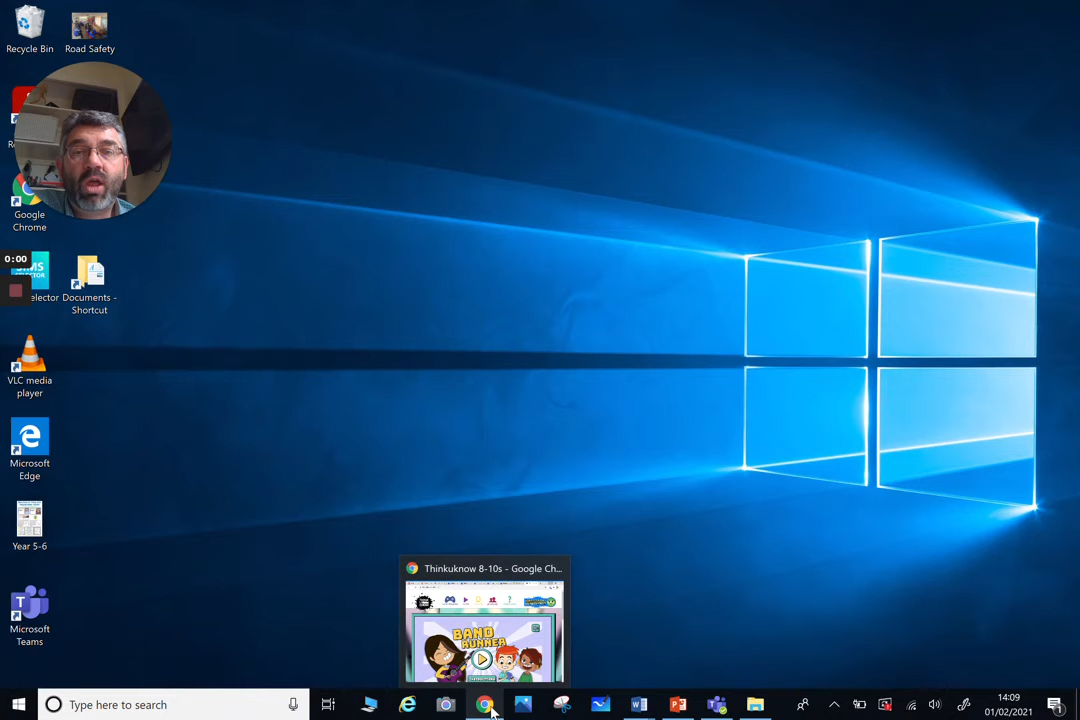 Recycle Bin
Road Safety
Google
Chrome
0:00
elector
Documents -
Shortcut
VLC media
player
Microsoft
Edge
Year 5-6
Microsoft
Teams
Thinkuknow 8-10s - Google Ch...
BAND
RUNNER
Type here to search
14:09
01/02/2021
1